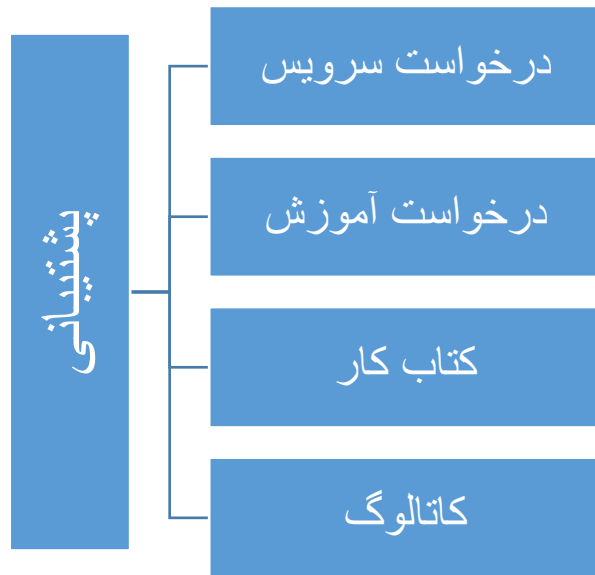 پشتیبانی
درخواست سرویس
درخواست آموزش
کتاب کار
کاتالوگ